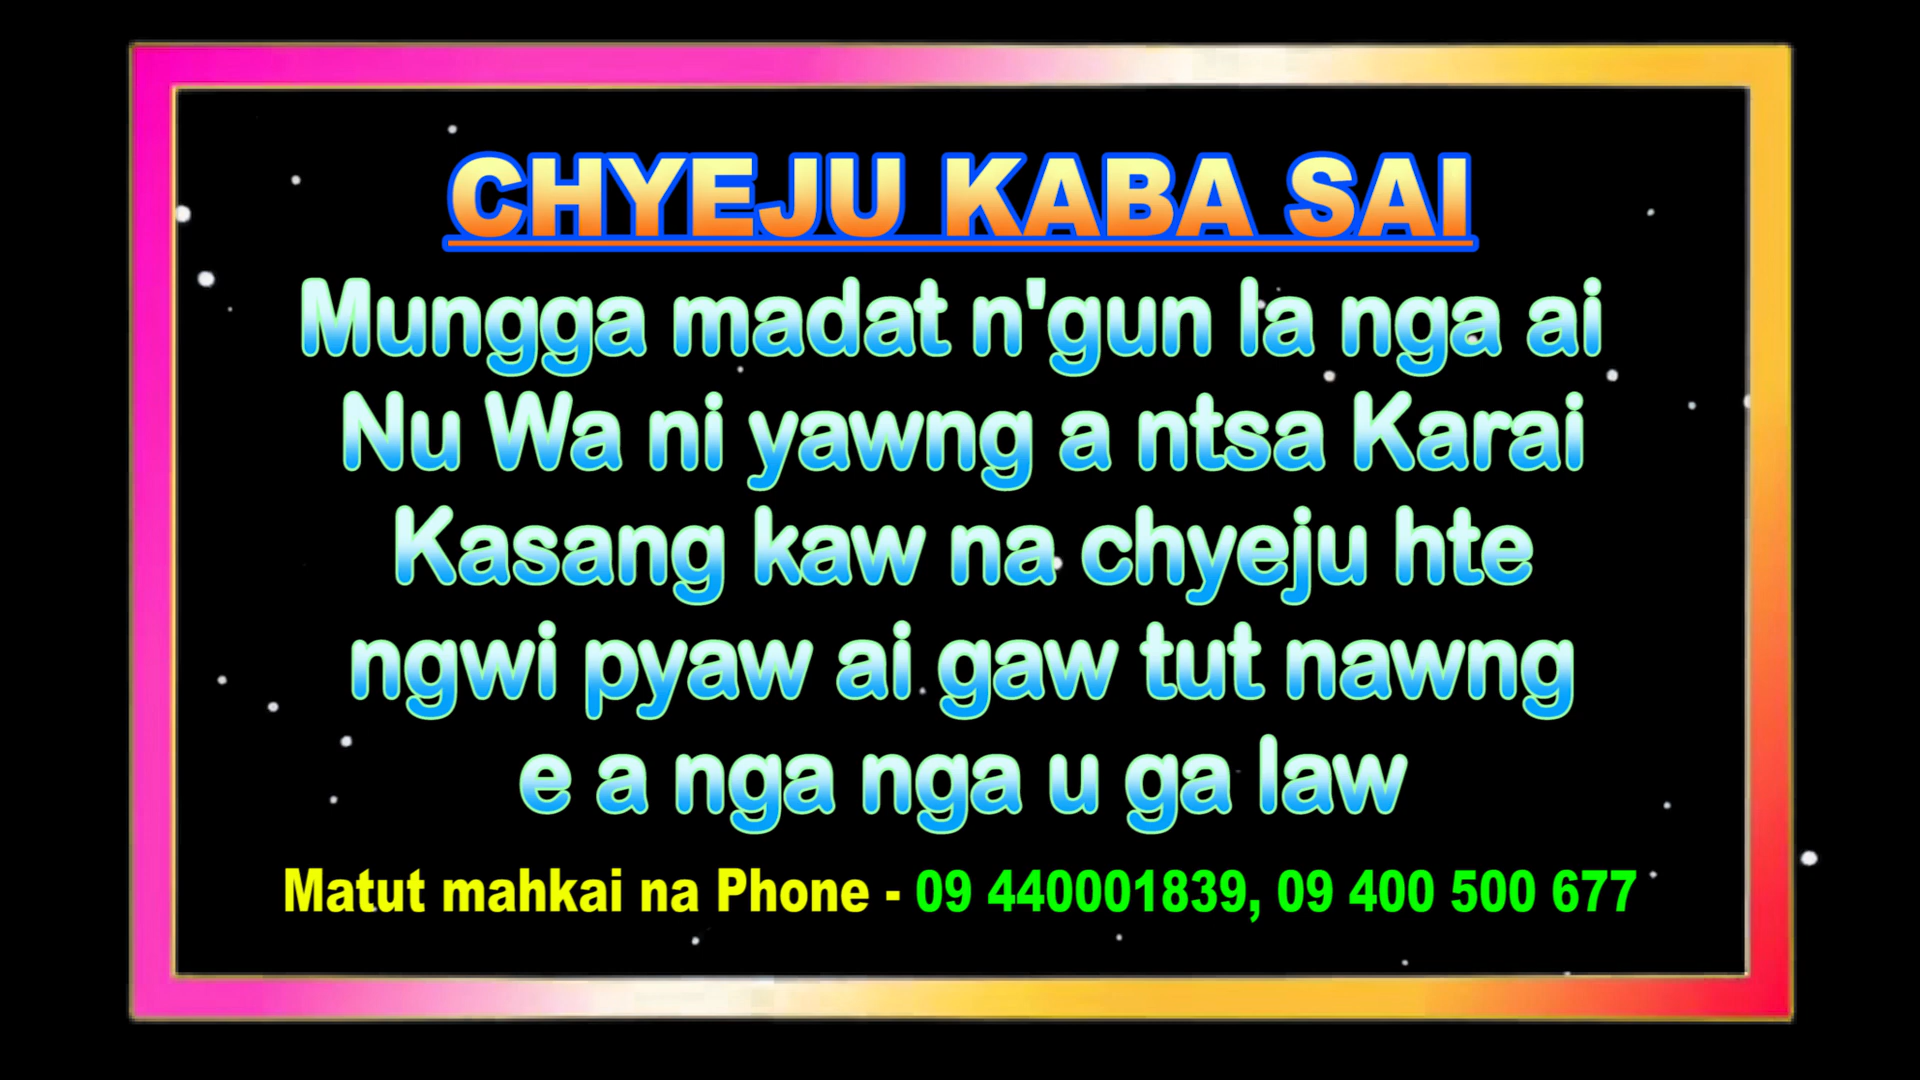 CHYEJU KABA SAI
Mungga madat n'gun la nga ai
Nu Wa ni yawng a ntsa Karai
Kasang kaw na chyeju hte
ngwi pyaw ai gaw tut nawng
e a nga nga u ga law
Matut mahkai na Phone - 09 440001839, 09 400 500 677